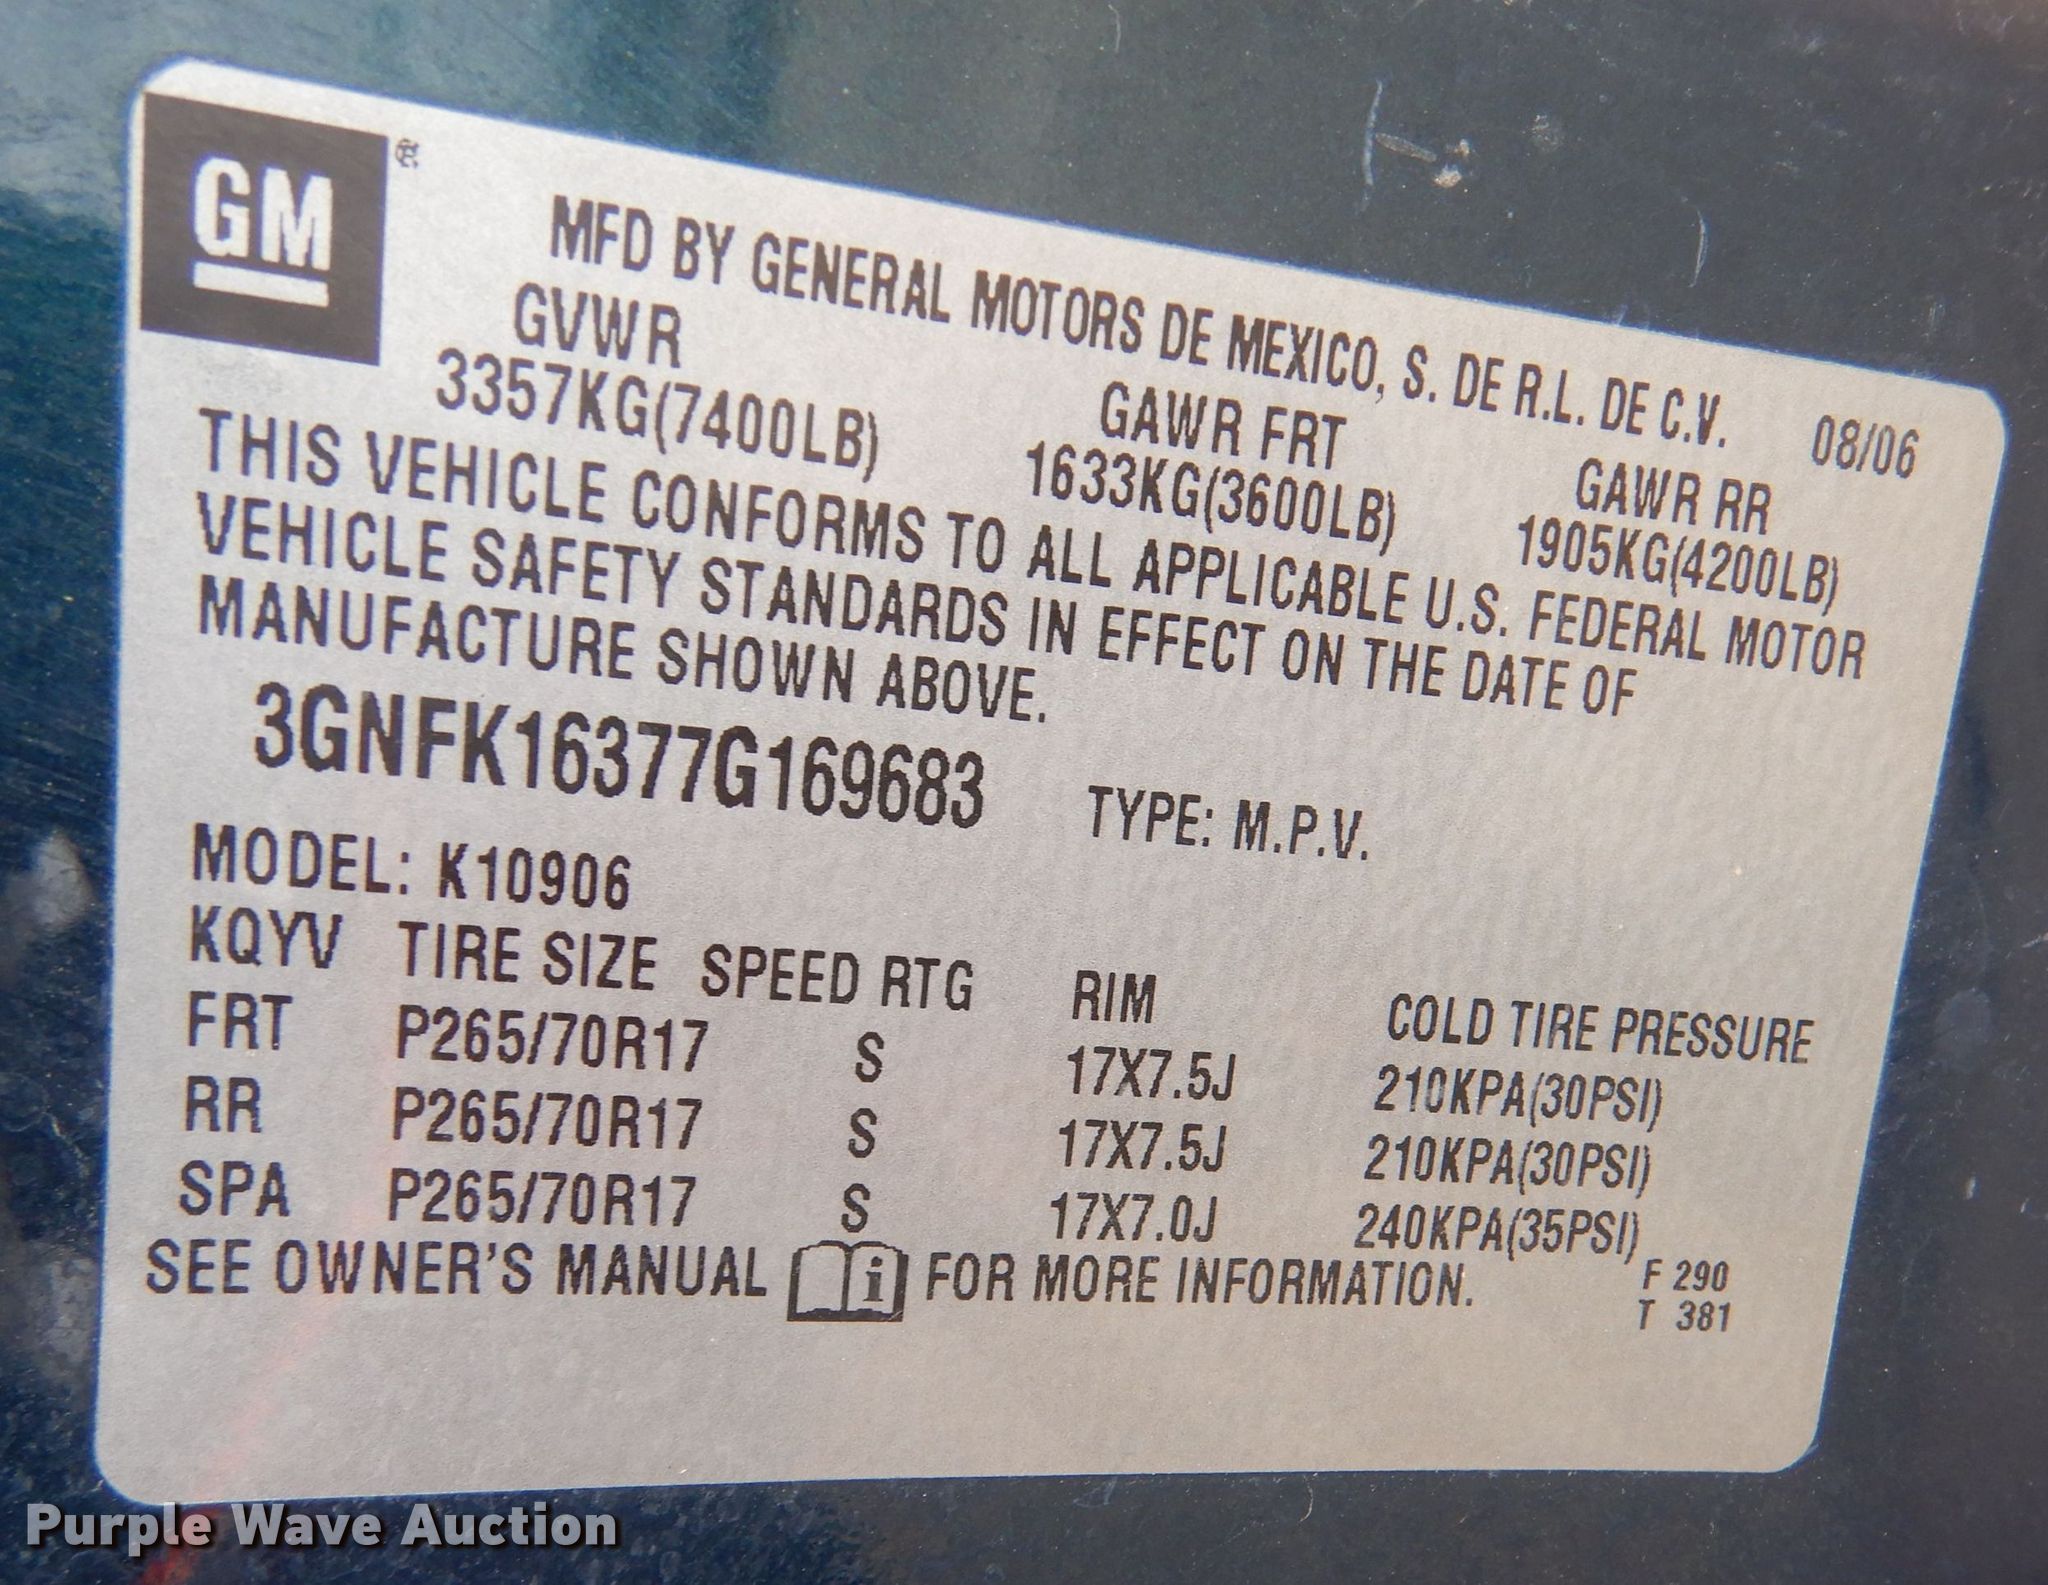 GM ®
MFD BY GENERAL MOTORS DE MEXICO, S. DE R.L. DE C.V. 08/06
GVWR GAWR FRT GAWR RR
3357KG(7400LB) 1633KG(3600LB) 1905KG(4200LB)
THIS VEHICLE CONFORMS TO ALL APPLICABLE U.S. FEDERAL MOTOR
VEHICLE SAFETY STANDARDS IN EFFECT ON THE DATE OF
MANUFACTURE SHOWN ABOVE.
3GNFK16377G169683 TYPE: M.P.V.
MODEL: K10906
KQYV TIRE SIZE SPEED RTG RIM COLD TIRE PRESSURE
FRT P265/70R17 S 17X7.5J 210KPA(30PSI)
RR P265/70R17 S 17X7.5J 210KPA(30PSI)
SPA P265/70R17 S 17X7.0J 240KPA(35PSI)
SEE OWNER'S MANUAL i FOR MORE INFORMATION. F 290
T 381
Purple Wave Auction